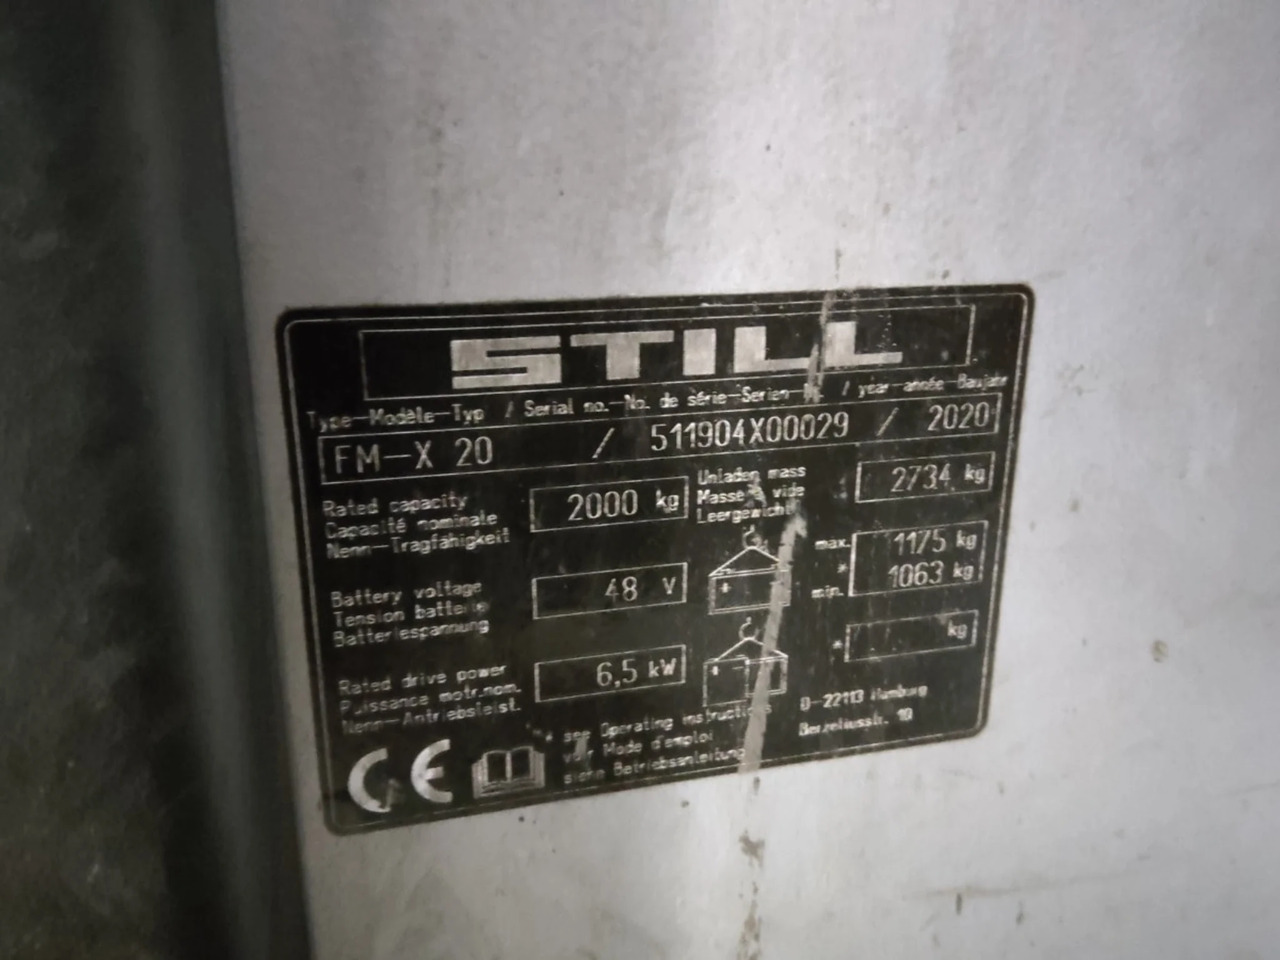 STILL
Type-Modèle-Typ / Serial no.-No. de série-Serien-Nr. / year-année-Baujahr
FM-X 20 / 511904X00029 / 2020
Rated capacity
Capacité nominale
Nenn-Tragfähigkeit
2000 kg
Unladen mass
Masse à vide
Leergewicht
2734 kg
Battery voltage
Tension batterie
Batteriespannung
48 V
max. 1175 kg
*
min. 1063 kg
+ -
Rated drive power
Puissance motr.nom.
Nenn-Antriebsleist.
6,5 kW
* kg
+ -
CE
* see Operating instructions
voir Mode d'emploi
siehe Betriebsanleitung
D-22113 Hamburg
Berzeliusstr. 10